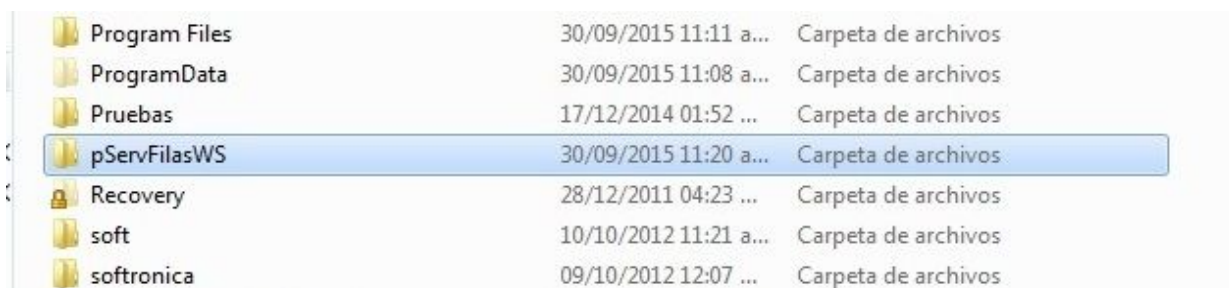 Program Files 30/09/2015 11:11 a... Carpeta de archivos
ProgramData 30/09/2015 11:08 a... Carpeta de archivos
Pruebas 17/12/2014 01:52 ... Carpeta de archivos
pServFilasWS 30/09/2015 11:20 a... Carpeta de archivos
Recovery 28/12/2011 04:23 ... Carpeta de archivos
soft 10/10/2012 11:21 a... Carpeta de archivos
softronica 09/10/2012 12:07 ... Carpeta de archivos